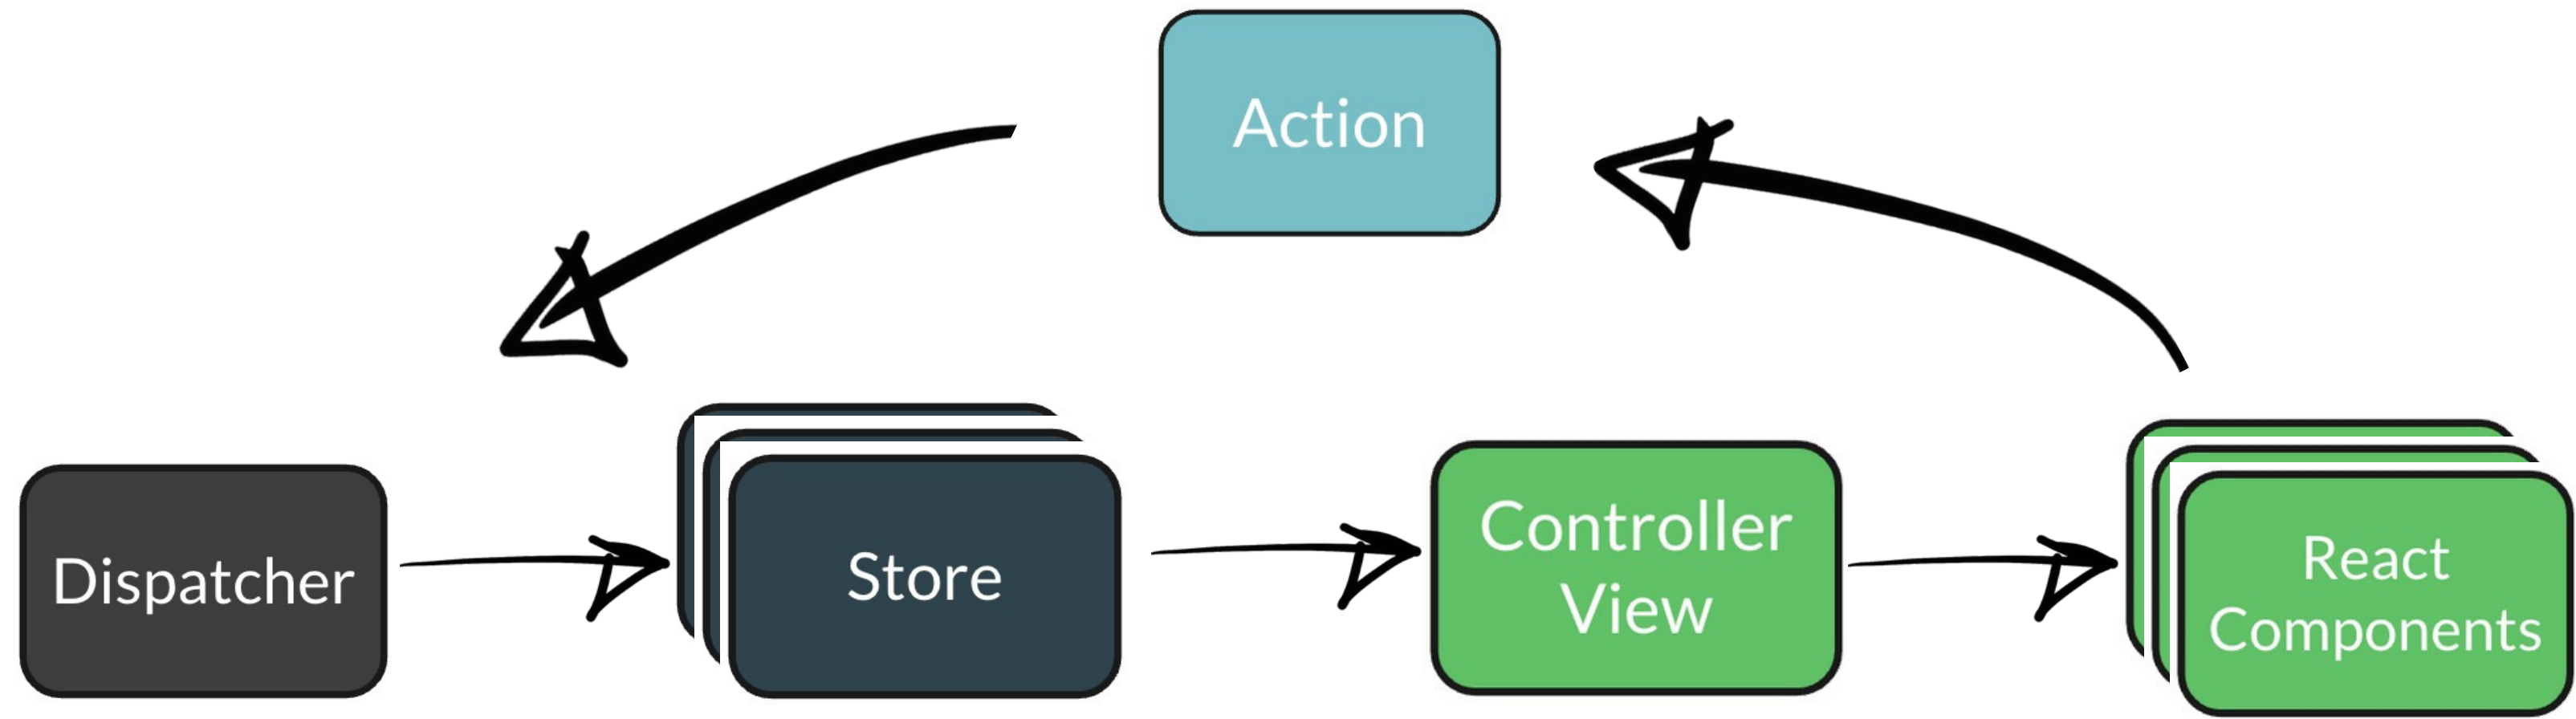 Action
Dispatcher
Store
Controller
View
React
Components